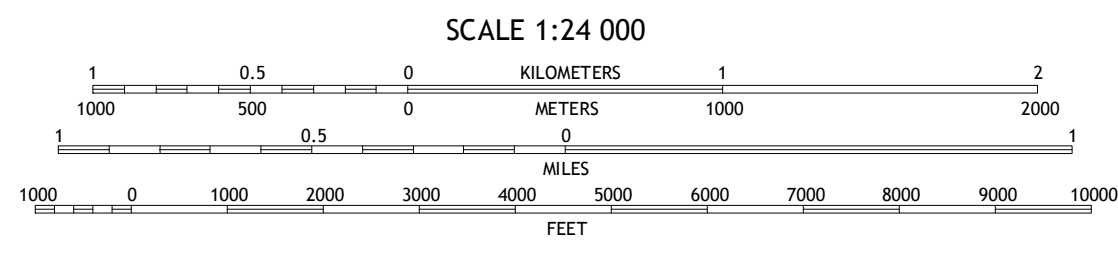 SCALE 1:24 000
1 0.5 0 KILOMETERS 1 2
1000 500 0 METERS 1000 2000
1 0.5 0 1
MILES
1000 0 1000 2000 3000 4000 5000 6000 7000 8000 9000 10000
FEET